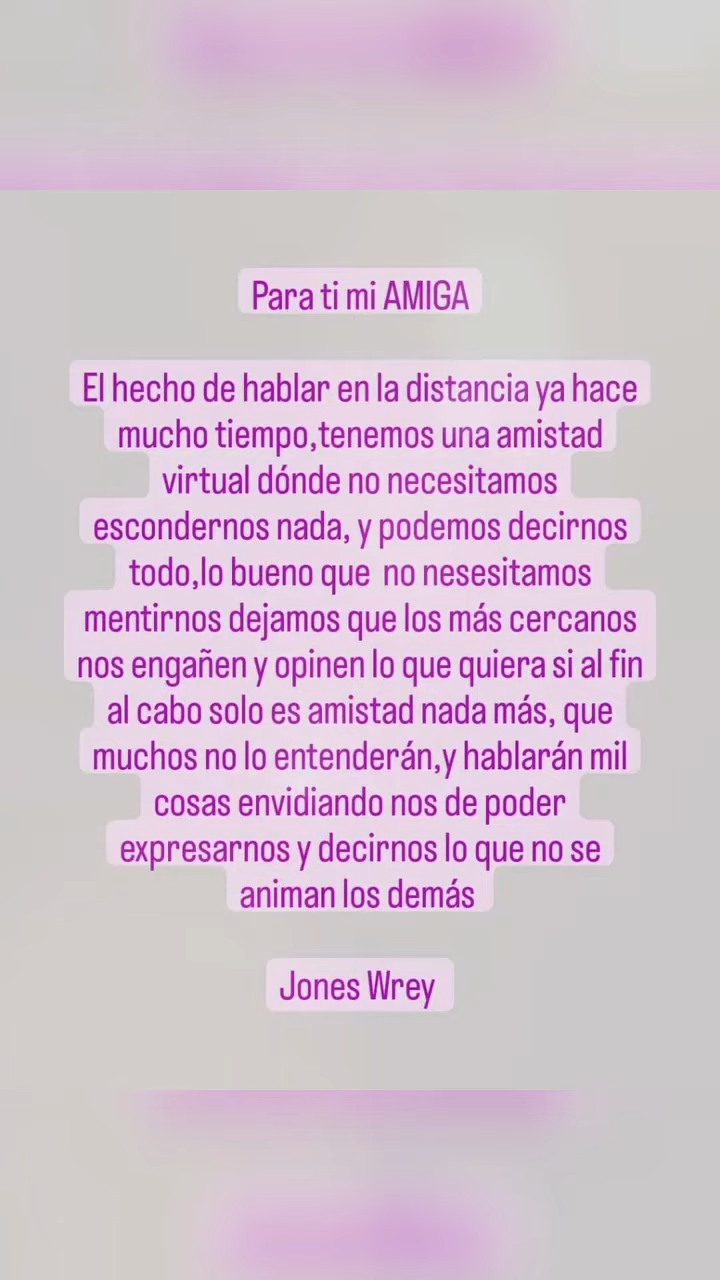 Para ti mi AMIGA
El hecho de hablar en la distancia ya hace
mucho tiempo,tenemos una amistad
virtual dónde no necesitamos
escondernos nada, y podemos decirnos
todo,lo bueno que  no nesesitamos
mentirnos dejamos que los más cercanos
nos engañen y opinen lo que quiera si al fin
al cabo solo es amistad nada más, que
muchos no lo entenderán,y hablarán mil
cosas envidiando nos de poder
expresarnos y decirnos lo que no se
animan los demás
Jones Wrey